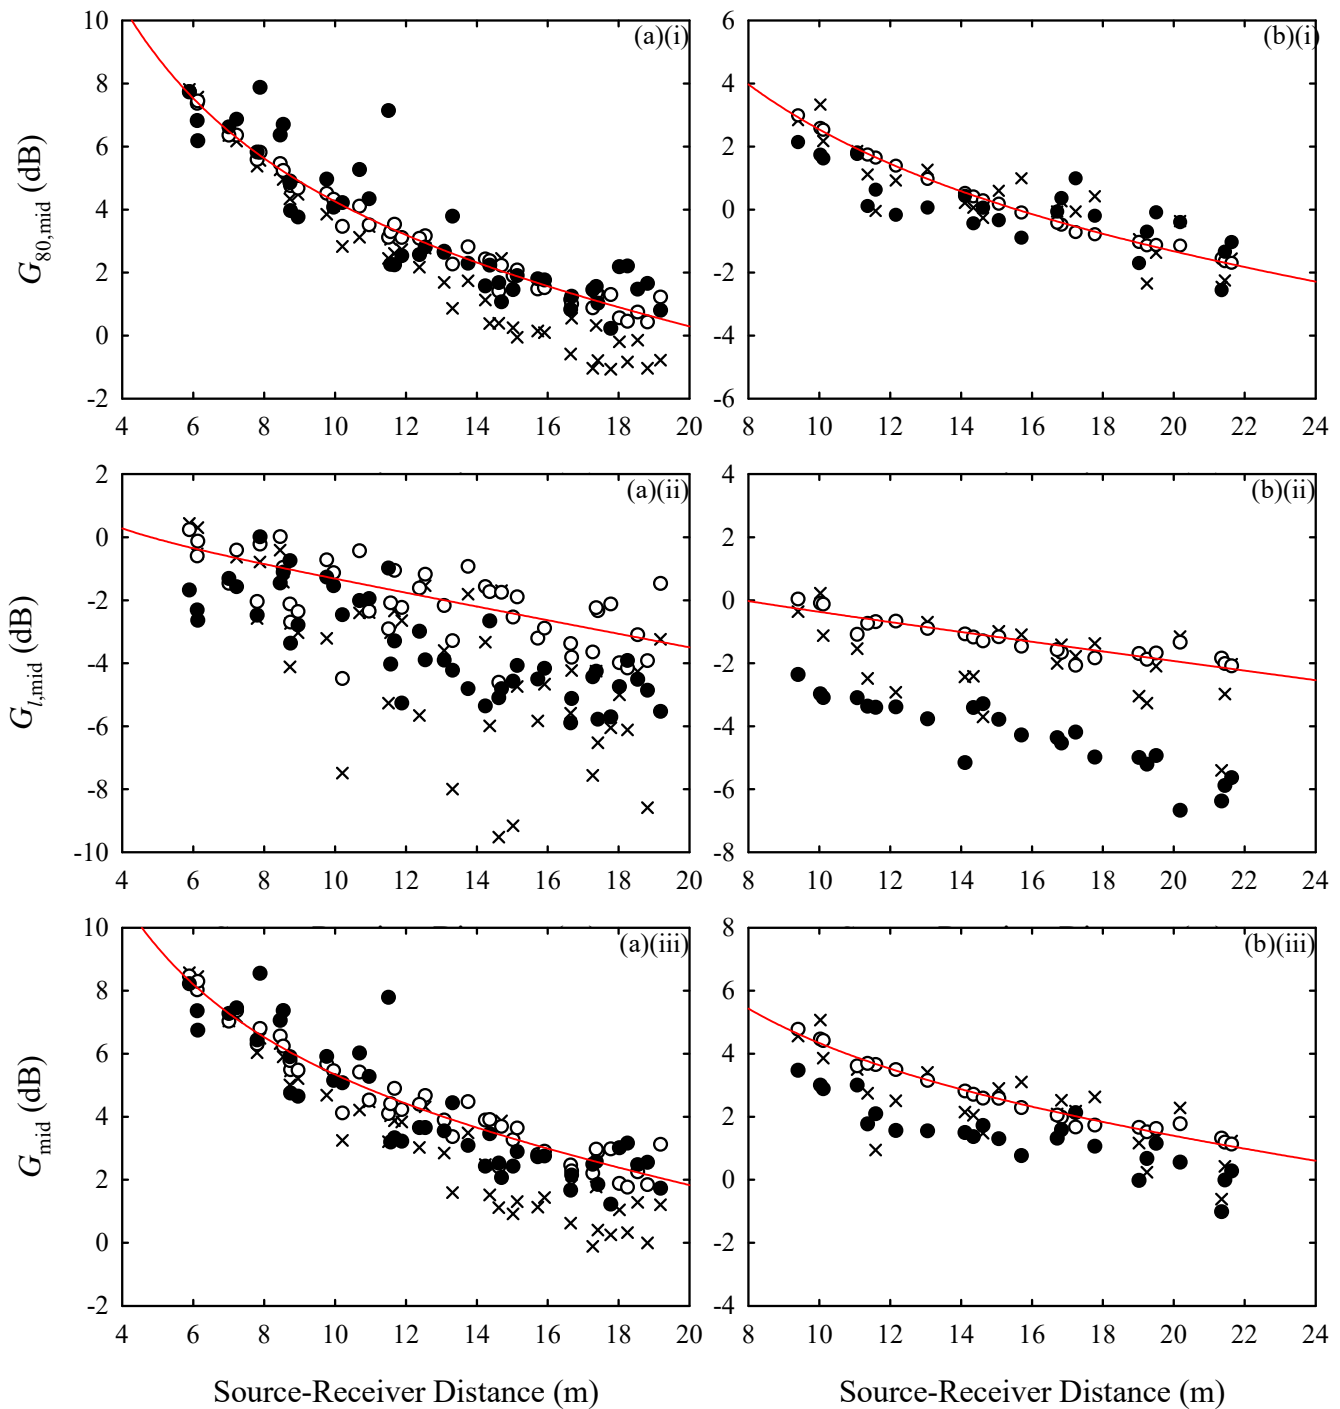 10
8
6
4
2
0
-2
G80,mid (dB)
(a)(i)
4 6 8 10 12 14 16 18 20
6
4
2
0
-2
-4
-6
(b)(i)
8 10 12 14 16 18 20 22 24
2
0
-2
-4
-6
-8
-10
Gl,mid (dB)
(a)(ii)
4 6 8 10 12 14 16 18 20
4
2
0
-2
-4
-6
-8
(b)(ii)
8 10 12 14 16 18 20 22 24
10
8
6
4
2
0
-2
Gmid (dB)
(a)(iii)
4 6 8 10 12 14 16 18 20
Source-Receiver Distance (m)
8
6
4
2
0
-2
-4
(b)(iii)
8 10 12 14 16 18 20 22 24
Source-Receiver Distance (m)